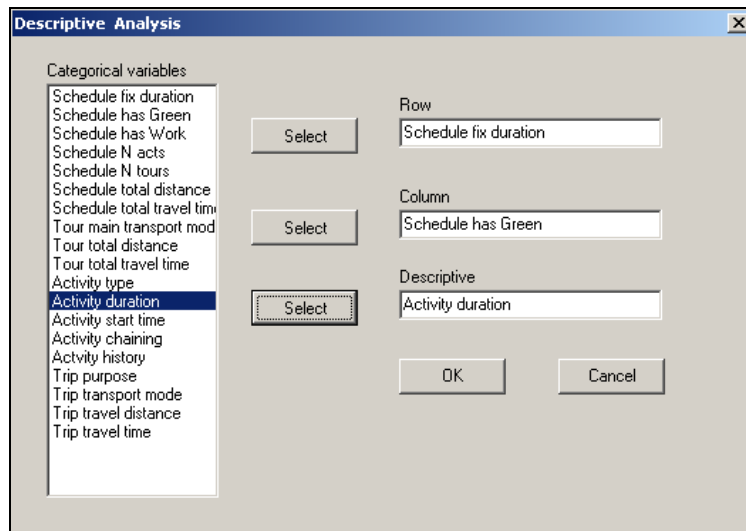 Descriptive Analysis
Categorical variables
Schedule fix duration
Schedule has Green
Schedule has Work
Schedule N acts
Schedule N tours
Schedule total distance
Schedule total travel tim
Tour main transport mod
Tour total distance
Tour total travel time
Activity type
Activity duration
Activity start time
Activity chaining
Actvity history
Trip purpose
Trip transport mode
Trip travel distance
Trip travel time
Select
Select
Select
Row
Schedule fix duration
Column
Schedule has Green
Descriptive
Activity duration
OK
Cancel